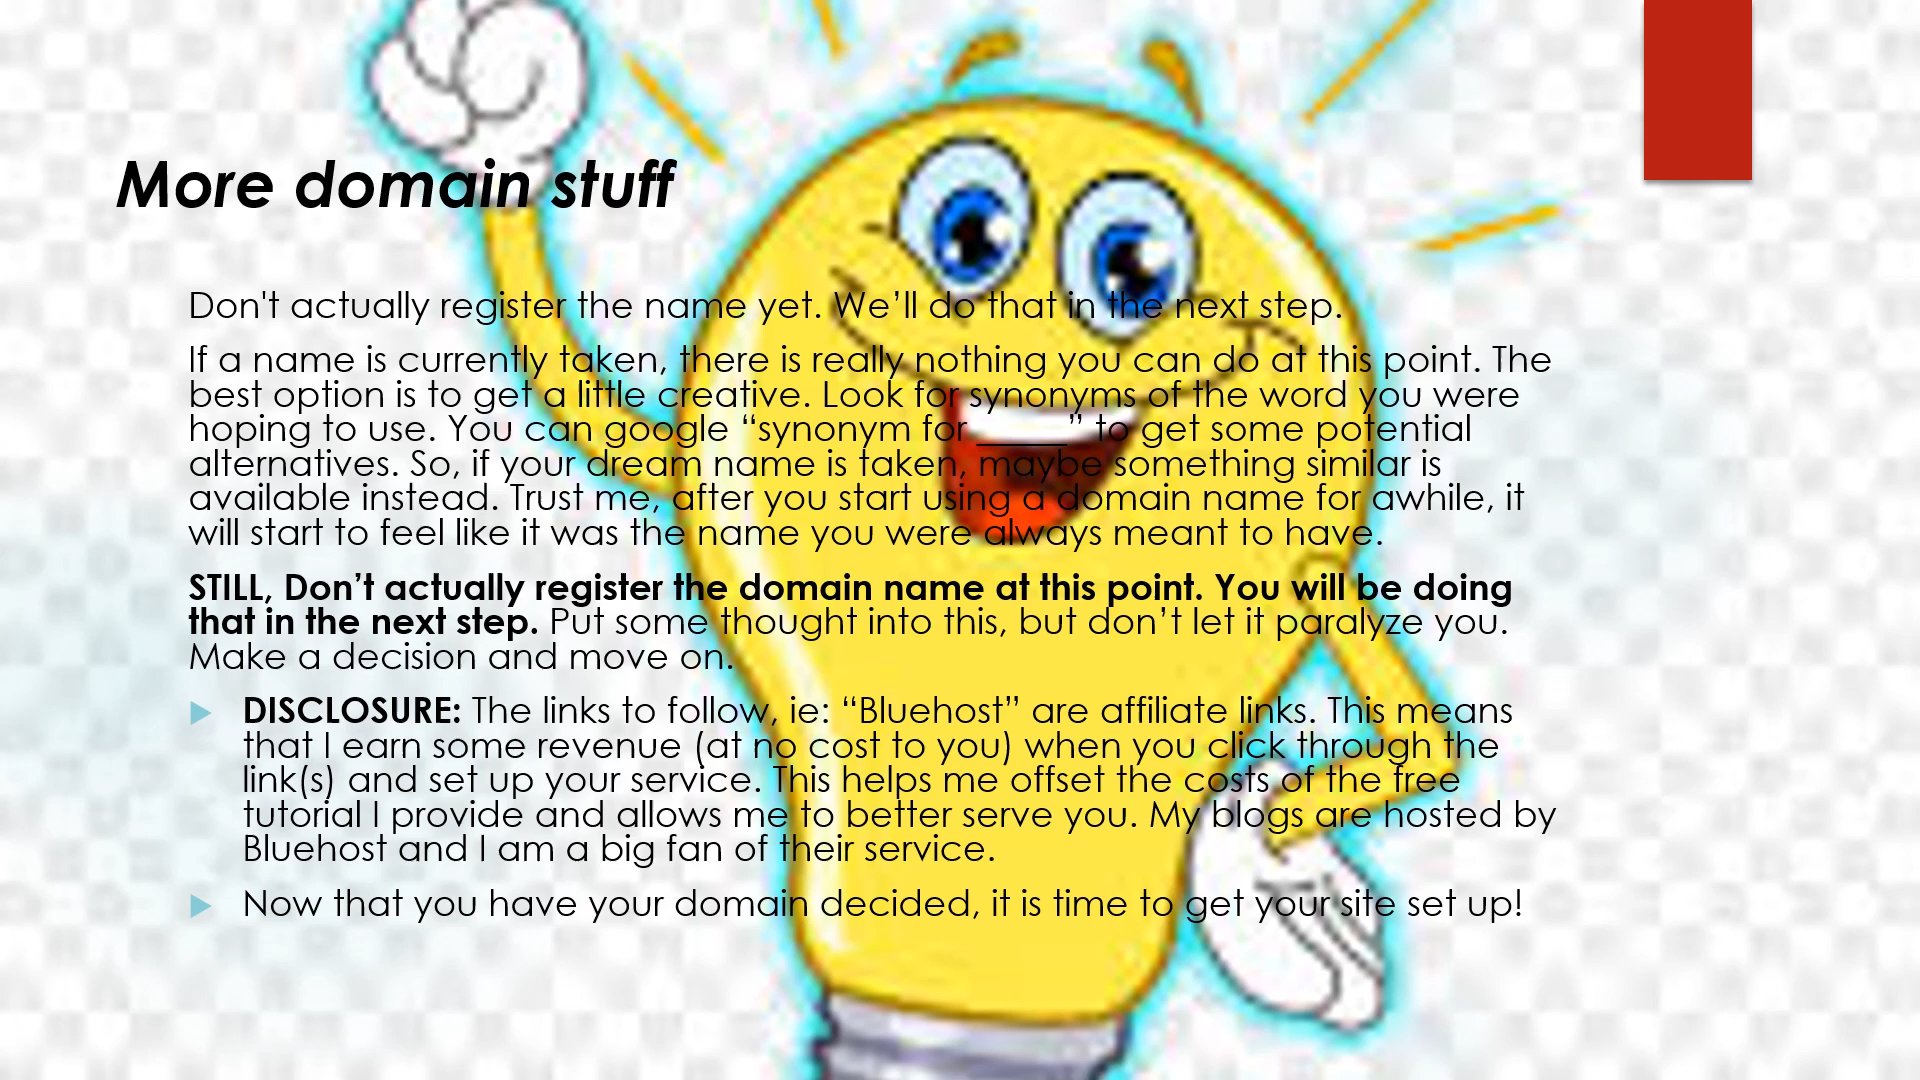 More domain stuff
Don't actually register the name yet. We’ll do that in the next step.
If a name is currently taken, there is really nothing you can do at this point. The
best option is to get a little creative. Look for synonyms of the word you were
hoping to use. You can google “synonym for _____” to get some potential
alternatives. So, if your dream name is taken, maybe something similar is
available instead. Trust me, after you start using a domain name for awhile, it
will start to feel like it was the name you were always meant to have.
STILL, Don’t actually register the domain name at this point. You will be doing
that in the next step. Put some thought into this, but don’t let it paralyze you.
Make a decision and move on.
DISCLOSURE: The links to follow, ie: “Bluehost” are affiliate links. This means
that I earn some revenue (at no cost to you) when you click through the
link(s) and set up your service. This helps me offset the costs of the free
tutorial I provide and allows me to better serve you. My blogs are hosted by
Bluehost and I am a big fan of their service.
Now that you have your domain decided, it is time to get your site set up!